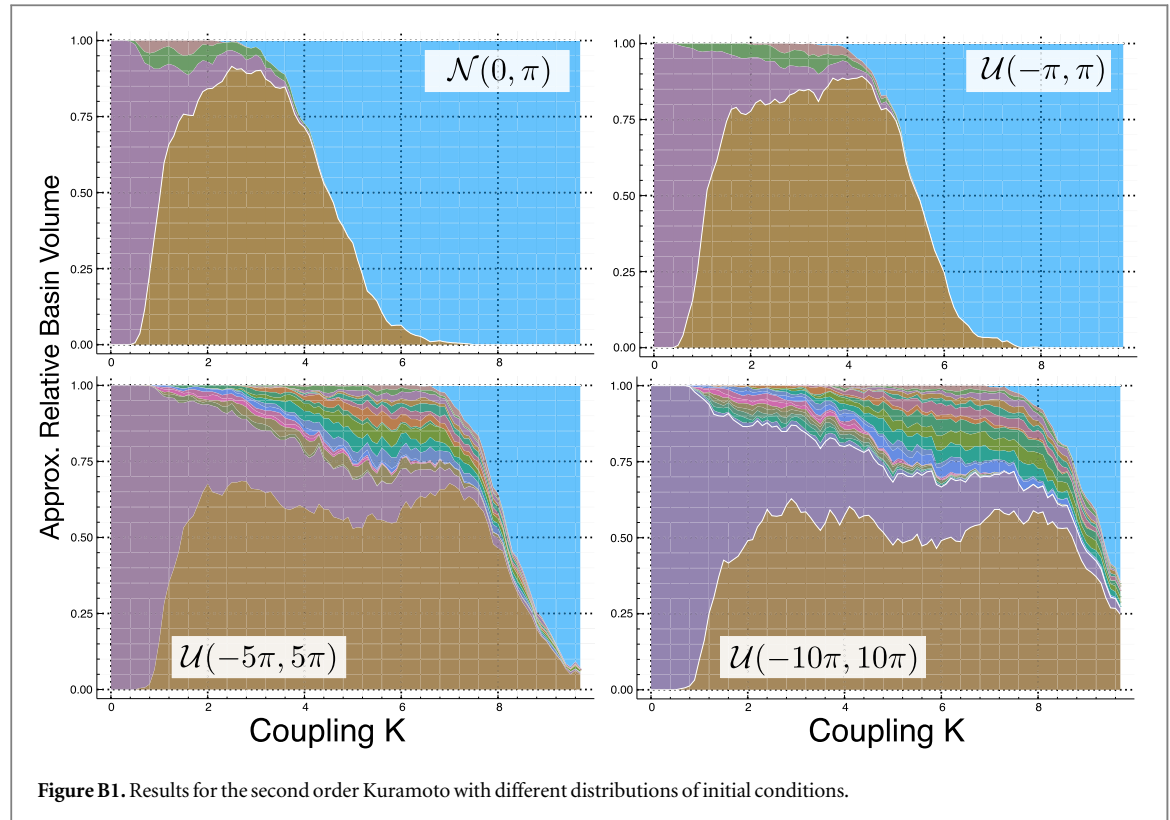 Approx. Relative Basin Volume
1.00
0.75
0.50
0.25
0.00
0 2 4 6 8
𝒩(0, π)
1.00
0.75
0.50
0.25
0.00
0 2 4 6 8
𝒰(−π, π)
1.00
0.75
0.50
0.25
0.00
0 2 4 6 8
𝒰(−5π, 5π)
Coupling K
1.00
0.75
0.50
0.25
0.00
0 2 4 6 8
𝒰(−10π, 10π)
Coupling K
Figure B1. Results for the second order Kuramoto with different distributions of initial conditions.